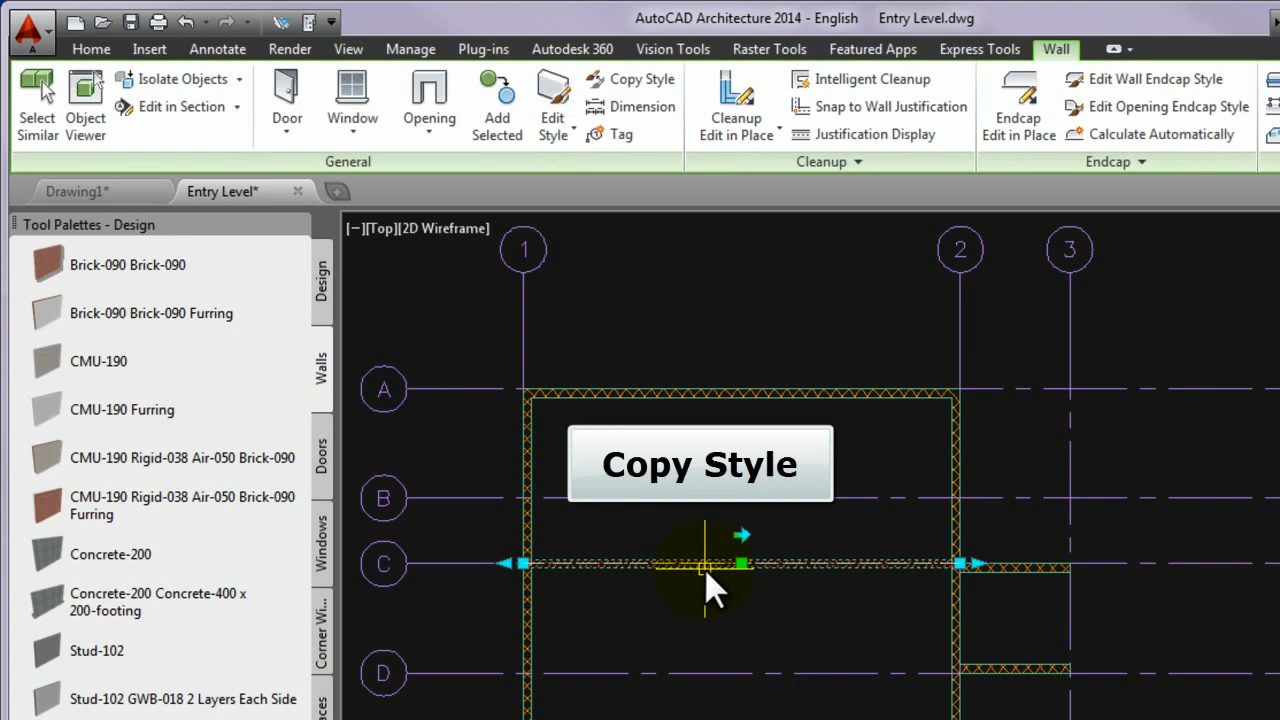 AutoCAD Architecture 2014 - English Entry Level.dwg
A
Home Insert Annotate Render View Manage Plug-ins Autodesk 360 Vision Tools Raster Tools Featured Apps Express Tools Wall
Select
Similar
Object
Viewer
Isolate Objects
Edit in Section
Door
Window
Opening
Add
Selected
Edit
Style
Copy Style
Dimension
Tag
General
Cleanup
Edit in Place
Intelligent Cleanup
Snap to Wall Justification
Justification Display
Cleanup
Endcap
Edit in Place
Edit Wall Endcap Style
Edit Opening Endcap Style
Calculate Automatically
Endcap
Drawing1*
Entry Level*
Tool Palettes - Design
Brick-090 Brick-090
Brick-090 Brick-090 Furring
CMU-190
CMU-190 Furring
CMU-190 Rigid-038 Air-050 Brick-090
CMU-190 Rigid-038 Air-050 Brick-090
Furring
Concrete-200
Concrete-200 Concrete-400 x
200-footing
Stud-102
Stud-102 GWB-018 2 Layers Each Side
Design
Walls
Doors
Windows
Corner Wi...
[−][Top][2D Wireframe]
1
2
3
A
B
C
D
Copy Style